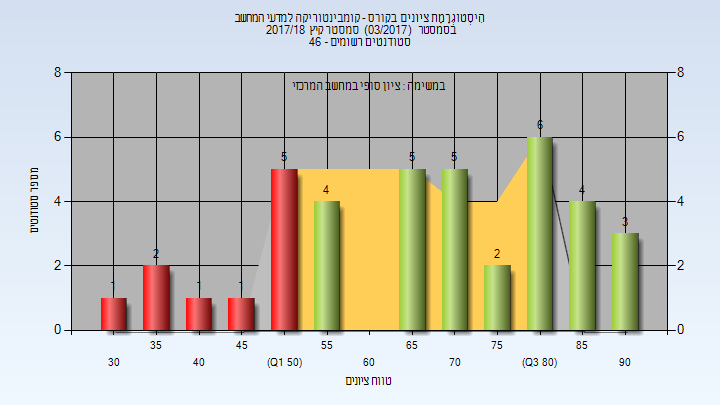 הִיסְטוֹגְרַמַת ציונים בקורס - קומבינטוריקה למדעי המחשב
בסמסטר (03/2017) סמסטר קיץ 2017/18
סטודנטים רשומים - 46
במשימה : ציון סופי במחשב המרכזי
8 8
6 6
4 4
2 2
0 0
מספר סטודנטים
1 2 1 1 5 4 5 5 2 6 4 3
35 45 55 65 75 85
30 40 (Q1 50) 60 70 (Q3 80) 90
טווח ציונים